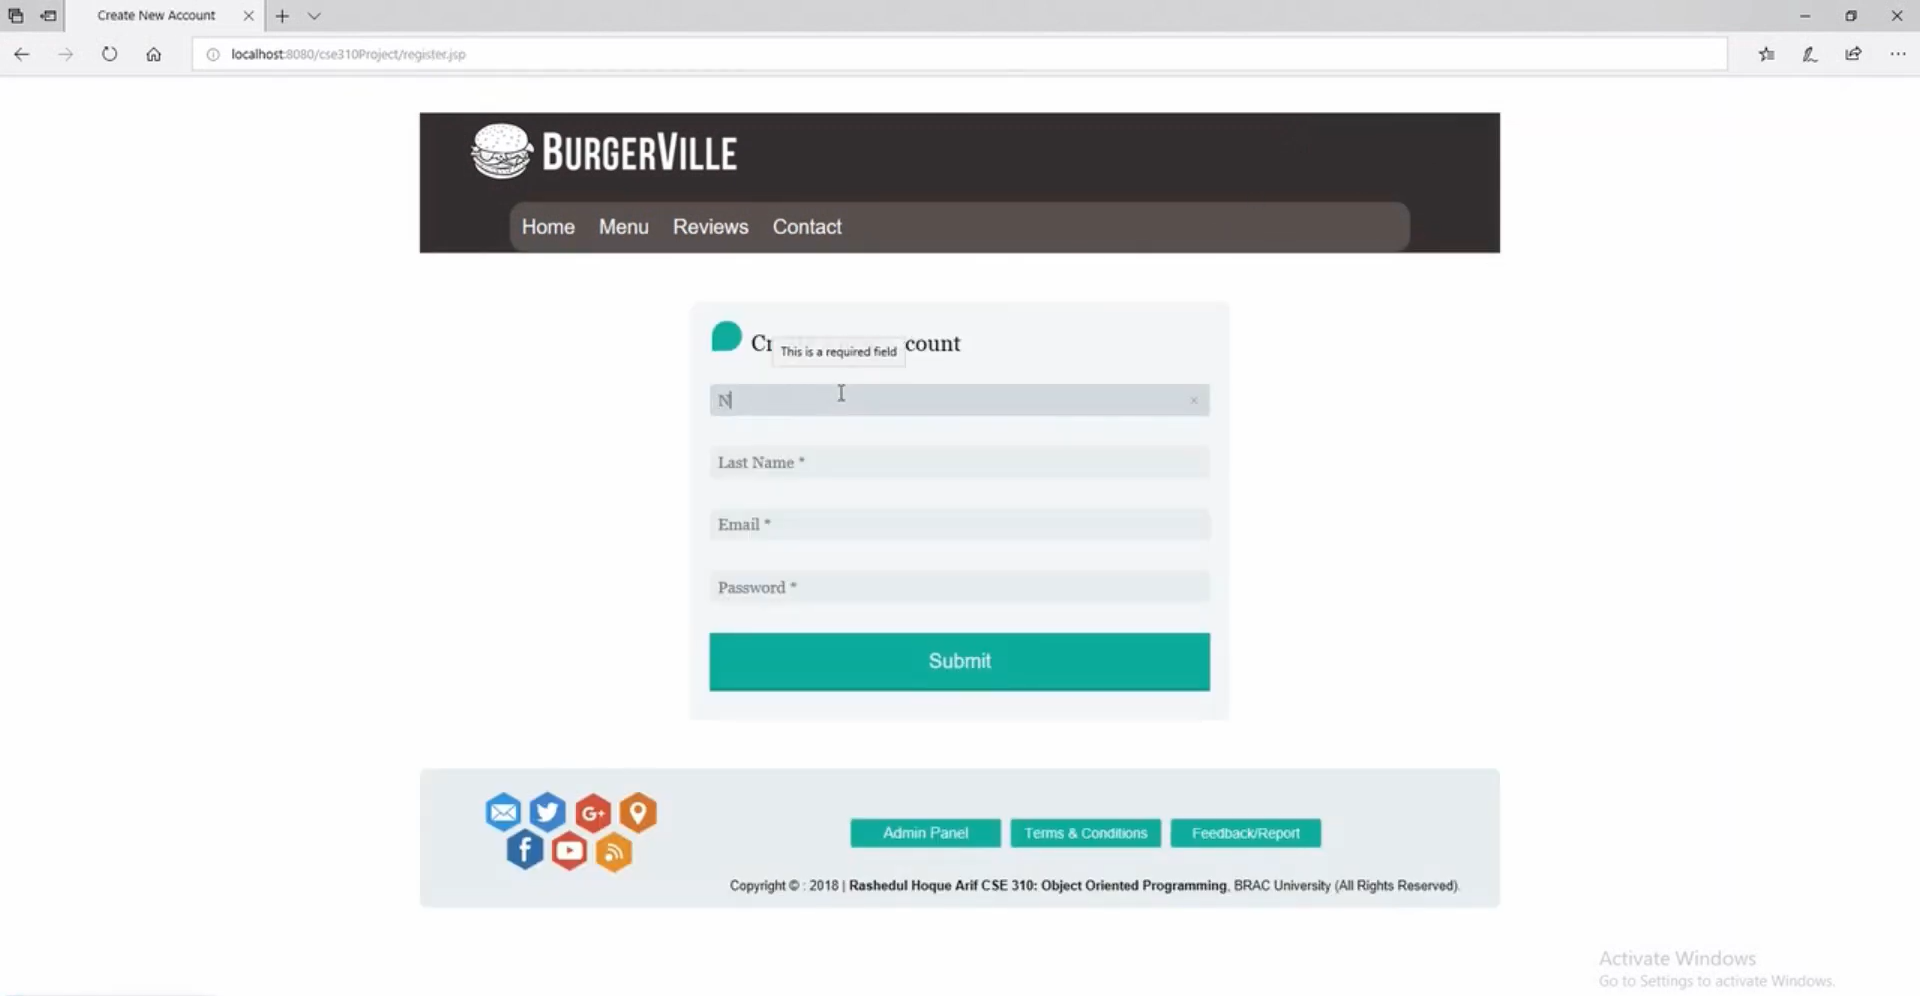 Create New Account
localhost:8080/cse310Project/register.jsp
BURGERVILLE
Home Menu Reviews Contact
Cr count
This is a required field
N
Last Name *
Email *
Password *
Submit
Admin Panel Terms & Conditions Feedback/Report
G+
f
Copyright © : 2018 | Rashedul Hoque Arif CSE 310: Object Oriented Programming, BRAC University (All Rights Reserved).
Activate Windows
Go to Settings to activate Windows.